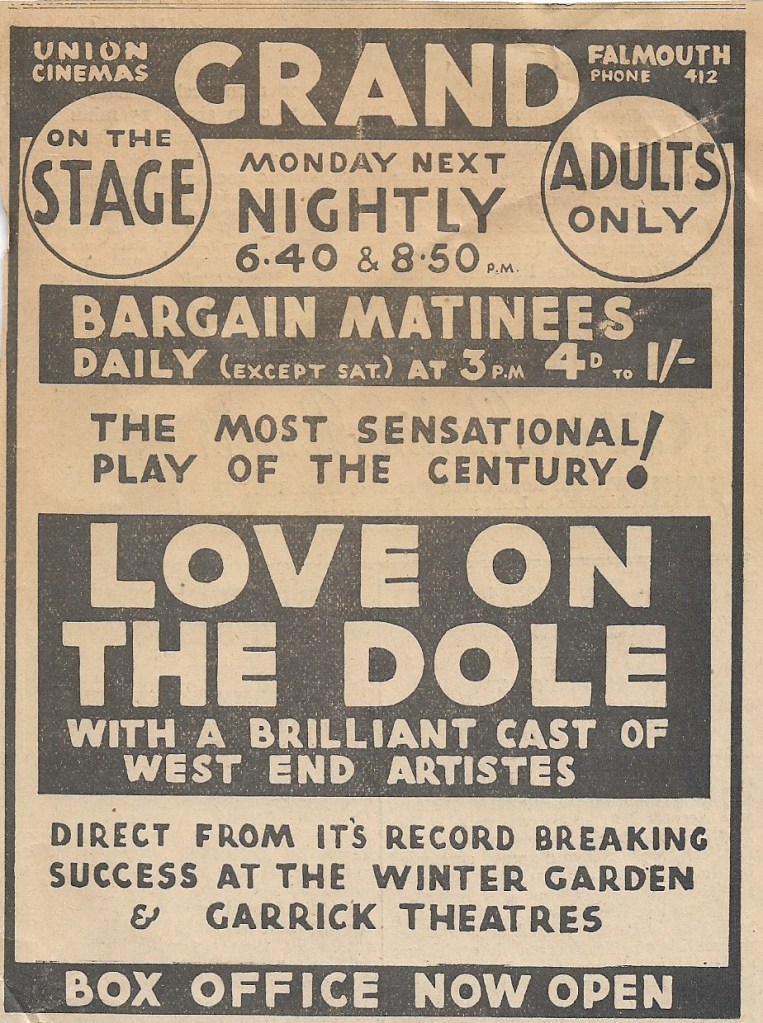 UNION
CINEMAS
GRAND
FALMOUTH
PHONE 412
ON THE
STAGE
MONDAY NEXT
NIGHTLY
6·40 & 8·50 P.M.
ADULTS
ONLY
BARGAIN MATINEES
DAILY (EXCEPT SAT.) AT 3 P.M 4D TO 1/-
THE MOST SENSATIONAL
PLAY OF THE CENTURY!
LOVE ON
THE DOLE
WITH A BRILLIANT CAST OF
WEST END ARTISTES
DIRECT FROM IT'S RECORD BREAKING
SUCCESS AT THE WINTER GARDEN
& GARRICK THEATRES
BOX OFFICE NOW OPEN